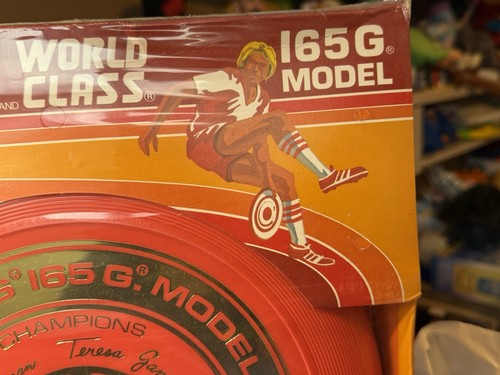 WORLD
AND CLASS®
165G®
MODEL
S® 165 G.® MODEL
CHAMPIONS
Teresa